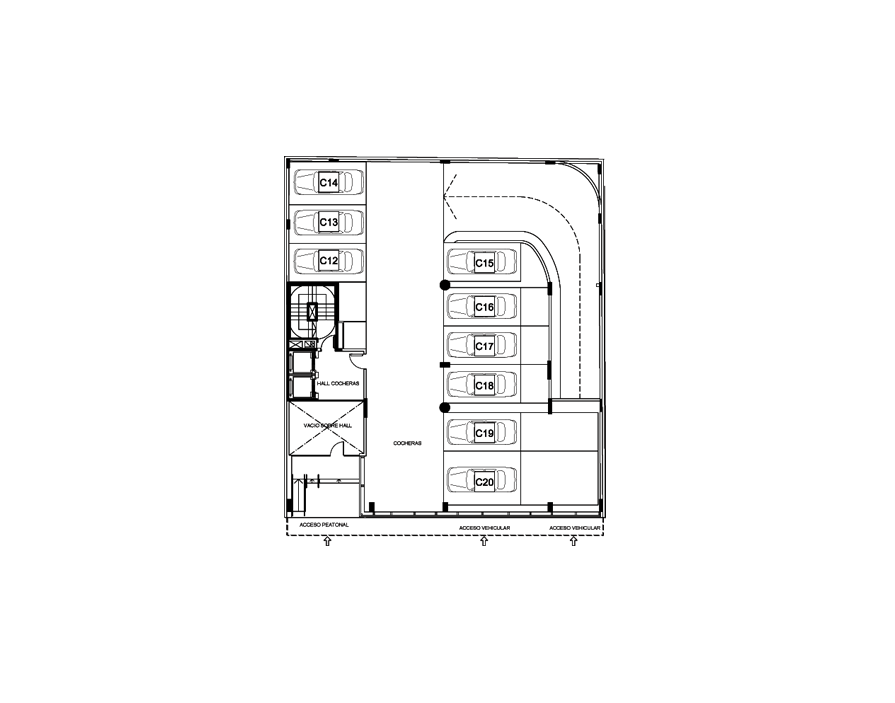 C14
C13
C12
C15
C16
C17
C18
C19
C20
HALL COCHERAS
VACIO SOBRE HALL
COCHERAS
ACCESO PEATONAL
ACCESO VEHICULAR
ACCESO VEHICULAR